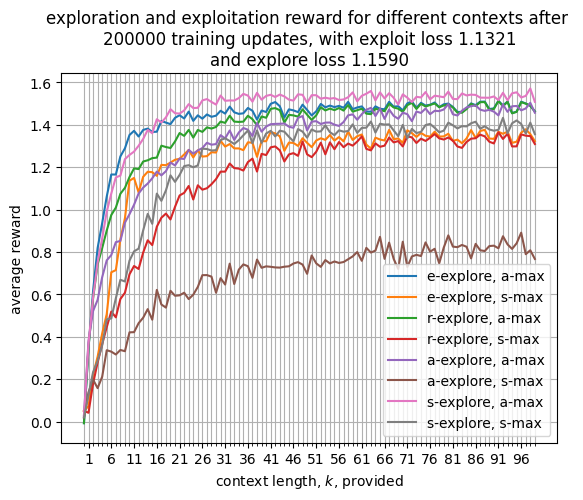 exploration and exploitation reward for different contexts after
200000 training updates, with exploit loss 1.1321
and explore loss 1.1590
1.6
1.4
1.2
1.0
0.8
0.6
0.4
0.2
0.0
average reward
e-explore, a-max
e-explore, s-max
r-explore, a-max
r-explore, s-max
a-explore, a-max
a-explore, s-max
s-explore, a-max
s-explore, s-max
1 6 11 16 21 26 31 36 41 46 51 56 61 66 71 76 81 86 91 96
context length, k, provided